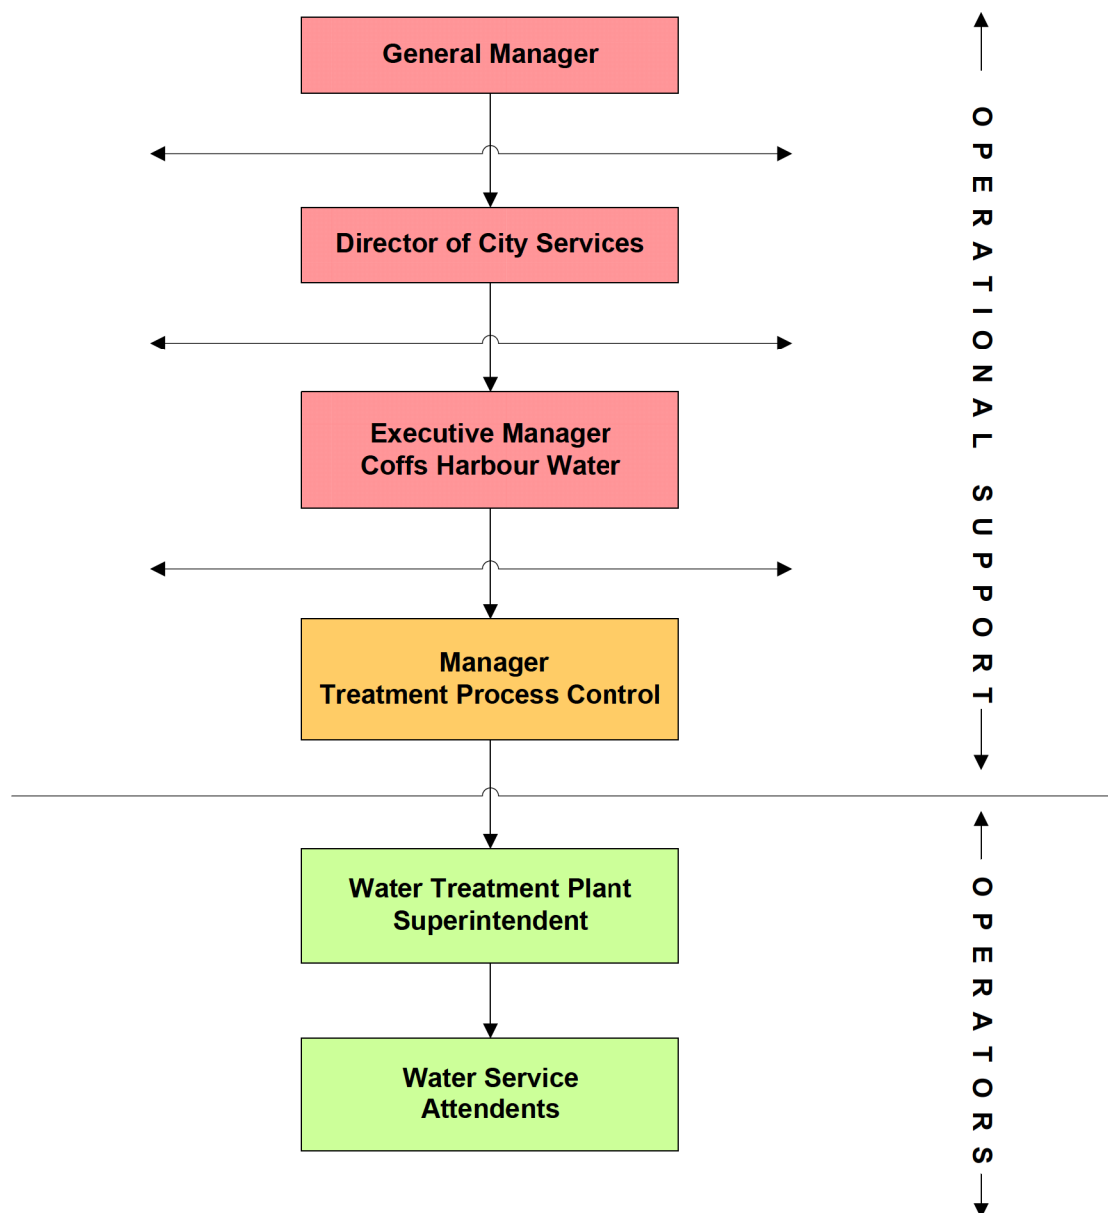 General Manager
Director of City Services
Executive Manager
Coffs Harbour Water
Manager
Treatment Process Control
OPERATIONAL SUPPORT
Water Treatment Plant
Superintendent
Water Service
Attendents
OPERATORS